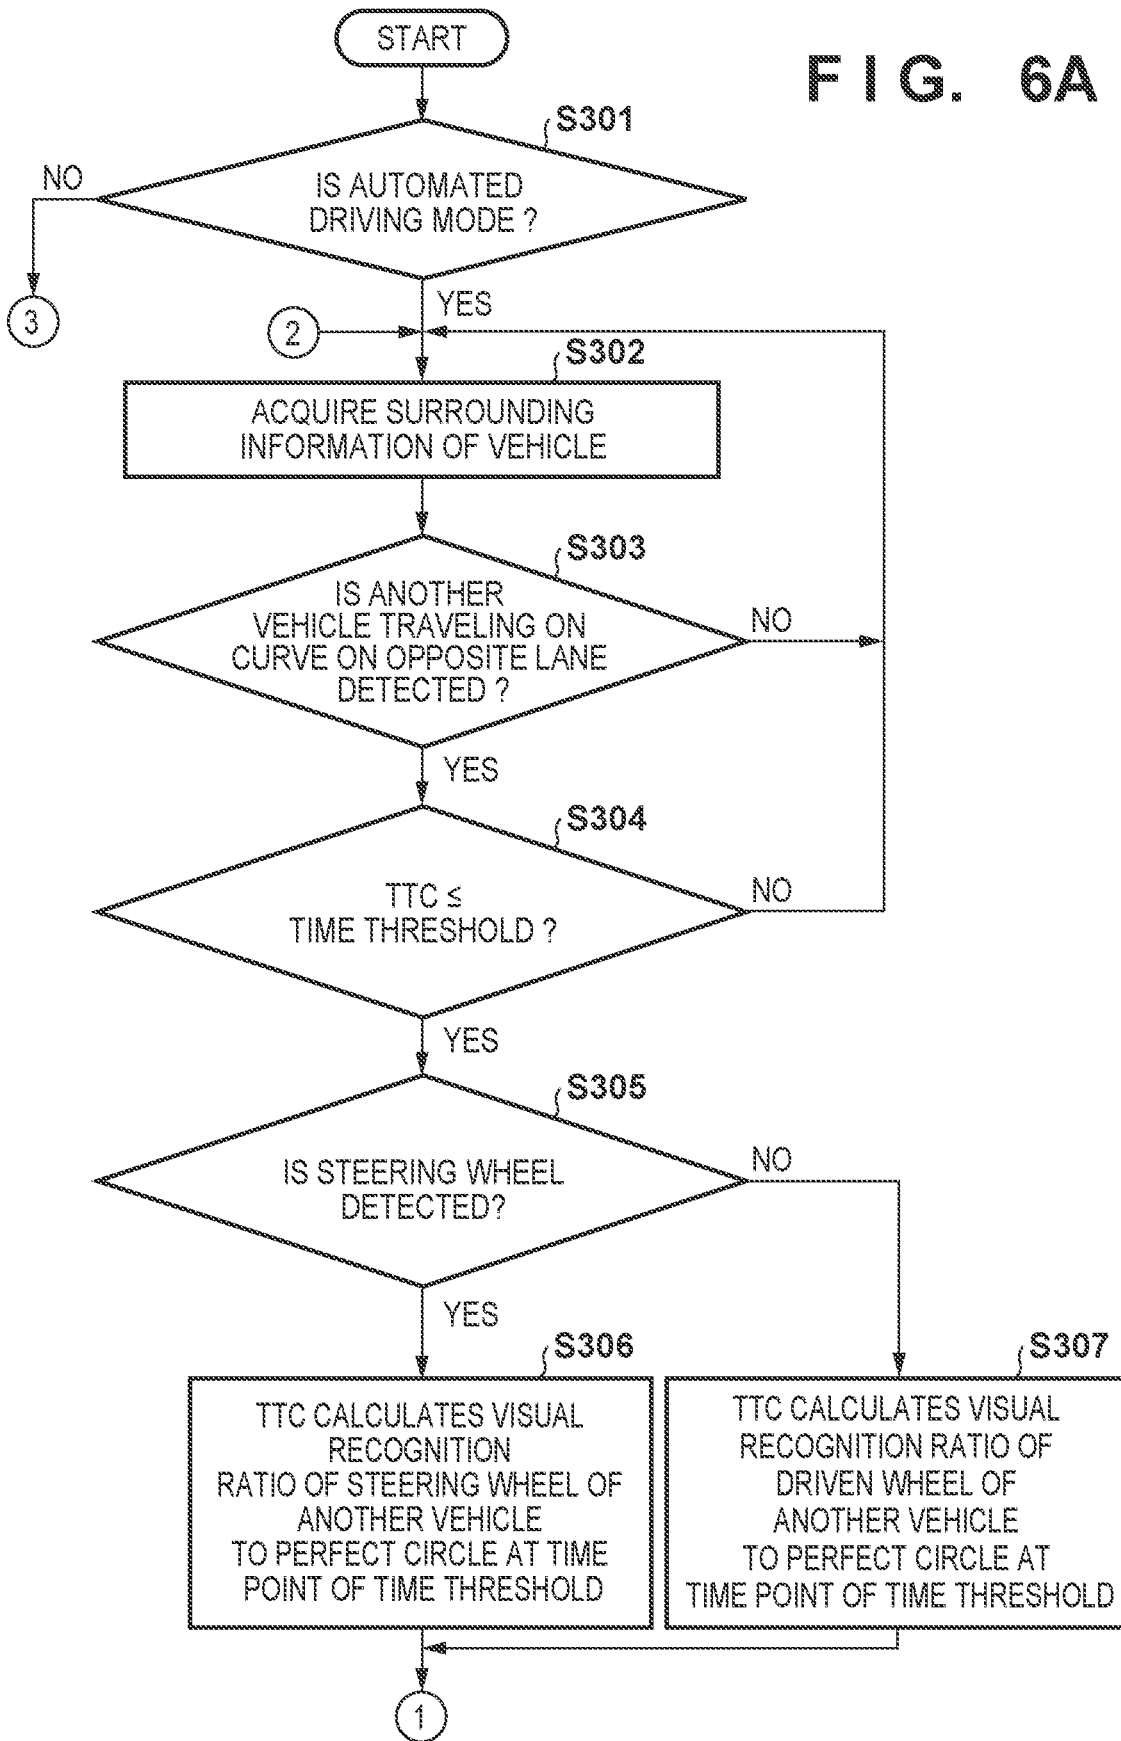 START
FIG. 6A
S301
NO
IS AUTOMATED
DRIVING MODE ?
3
YES
2
S302
ACQUIRE SURROUNDING
INFORMATION OF VEHICLE
S303
IS ANOTHER
VEHICLE TRAVELING ON
CURVE ON OPPOSITE LANE
DETECTED ?
NO
YES
S304
TTC ≤
TIME THRESHOLD ?
NO
YES
S305
IS STEERING WHEEL
DETECTED?
NO
YES
S306
TTC CALCULATES VISUAL
RECOGNITION
RATIO OF STEERING WHEEL OF
ANOTHER VEHICLE
TO PERFECT CIRCLE AT TIME
POINT OF TIME THRESHOLD
S307
TTC CALCULATES VISUAL
RECOGNITION RATIO OF
DRIVEN WHEEL OF
ANOTHER VEHICLE
TO PERFECT CIRCLE AT
TIME POINT OF TIME THRESHOLD
1